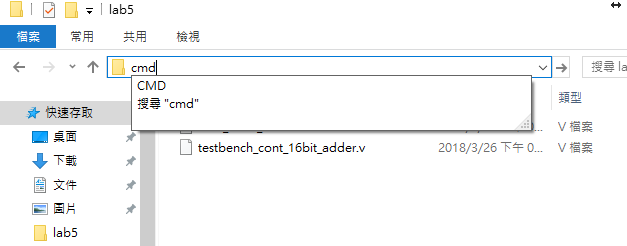 lab5
檔案 常用 共用 檢視
cmd 搜尋 la
CMD
搜尋 "cmd"
類型
快速存取
桌面
V 檔案
下載
testbench_cont_16bit_adder.v 2018/3/26 下午 0... V 檔案
文件
圖片
lab5